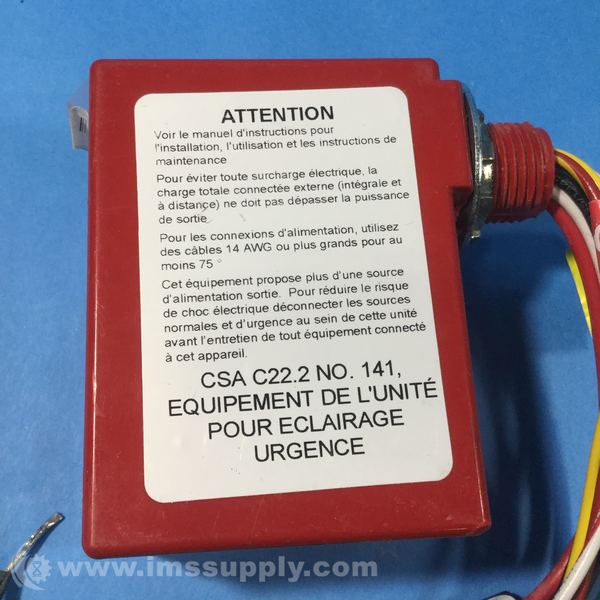 ATTENTION
Voir le manuel d'instructions pour
l'installation, l'utilisation et les instructions de
maintenance
Pour éviter toute surcharge électrique, la
charge totale connectée externe (intégrale et
à distance) ne doit pas dépasser la puissance
de sortie
Pour les connexions d'alimentation, utilisez
des câbles 14 AWG ou plus grands pour au
moins 75 °
Cet équipement propose plus d'une source
d'alimentation sortie. Pour réduire le risque
de choc électrique déconnecter les sources
normales et d'urgence au sein de cette unité
avant l'entretien de tout équipement connecté
à cet appareil.
CSA C22.2 NO. 141,
EQUIPEMENT DE L'UNITÉ
POUR ECLAIRAGE
URGENCE
www.imssupply.com